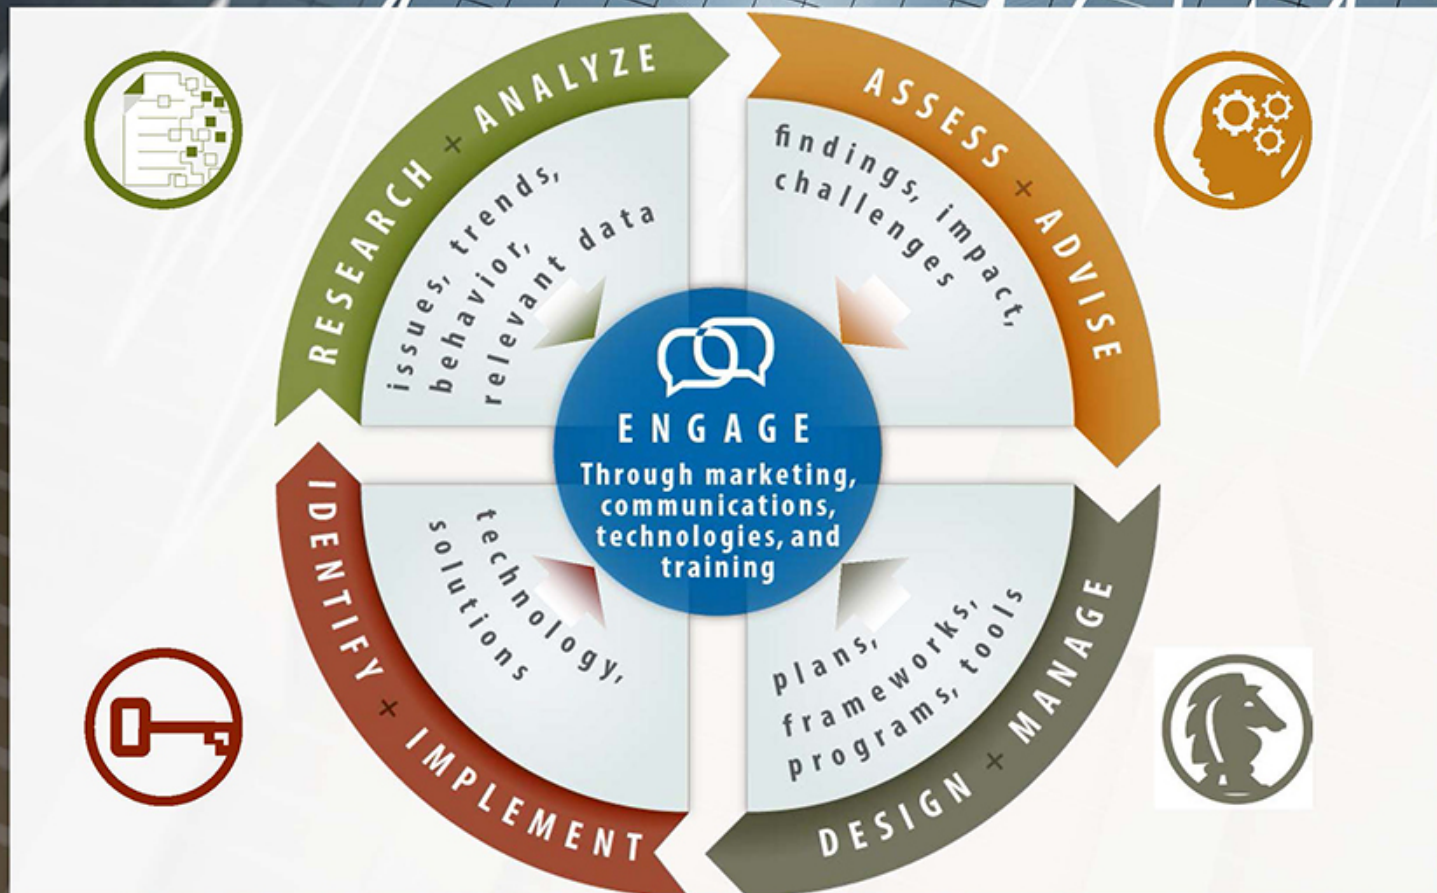 RESEARCH + ANALYZE
issues, trends,
behavior,
relevant data
ASSESS + ADVISE
findings, impact,
challenges
ENGAGE
Through marketing,
communications,
technologies, and
training
DESIGN + MANAGE
plans,
frameworks,
programs, tools
IDENTIFY + IMPLEMENT
technology,
solutions